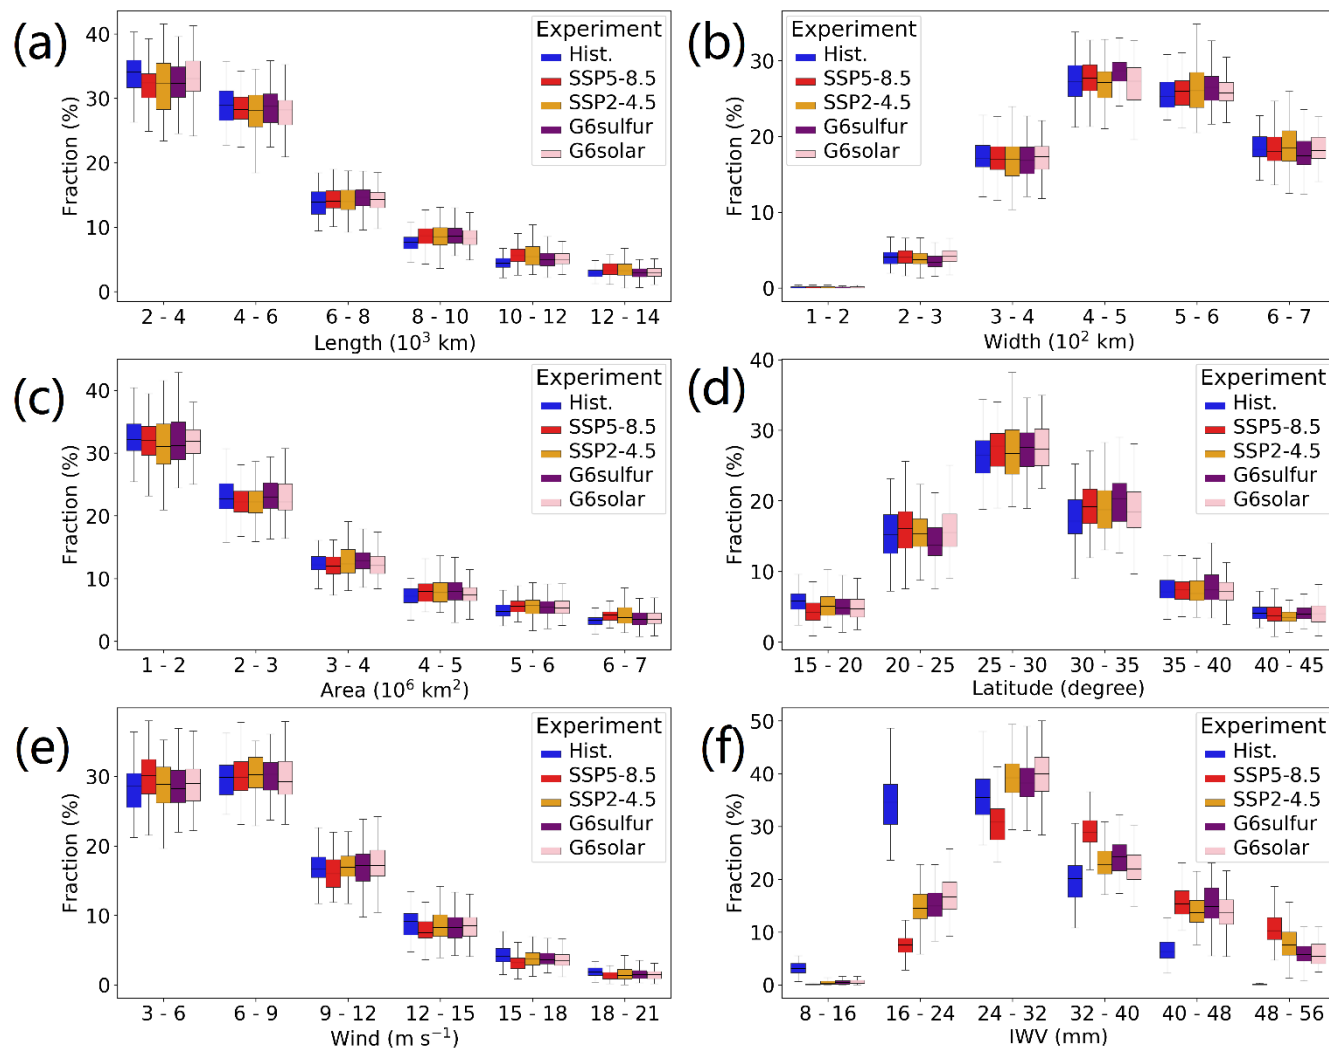 (a)
Fraction (%)
40
30
20
10
0
Experiment
Hist.
SSP5-8.5
SSP2-4.5
G6sulfur
G6solar
2 - 4 4 - 6 6 - 8 8 - 10 10 - 12 12 - 14
Length (10³ km)
(b)
Fraction (%)
30
20
10
0
Experiment
Hist.
SSP5-8.5
SSP2-4.5
G6sulfur
G6solar
1 - 2 2 - 3 3 - 4 4 - 5 5 - 6 6 - 7
Width (10² km)
(c)
Fraction (%)
40
30
20
10
0
Experiment
Hist.
SSP5-8.5
SSP2-4.5
G6sulfur
G6solar
1 - 2 2 - 3 3 - 4 4 - 5 5 - 6 6 - 7
Area (10⁶ km²)
(d)
Fraction (%)
40
30
20
10
0
Experiment
Hist.
SSP5-8.5
SSP2-4.5
G6sulfur
G6solar
15 - 20 20 - 25 25 - 30 30 - 35 35 - 40 40 - 45
Latitude (degree)
(e)
Fraction (%)
30
20
10
0
Experiment
Hist.
SSP5-8.5
SSP2-4.5
G6sulfur
G6solar
3 - 6 6 - 9 9 - 12 12 - 15 15 - 18 18 - 21
Wind (m s⁻¹)
(f)
Fraction (%)
50
40
30
20
10
0
Experiment
Hist.
SSP5-8.5
SSP2-4.5
G6sulfur
G6solar
8 - 16 16 - 24 24 - 32 32 - 40 40 - 48 48 - 56
IWV (mm)